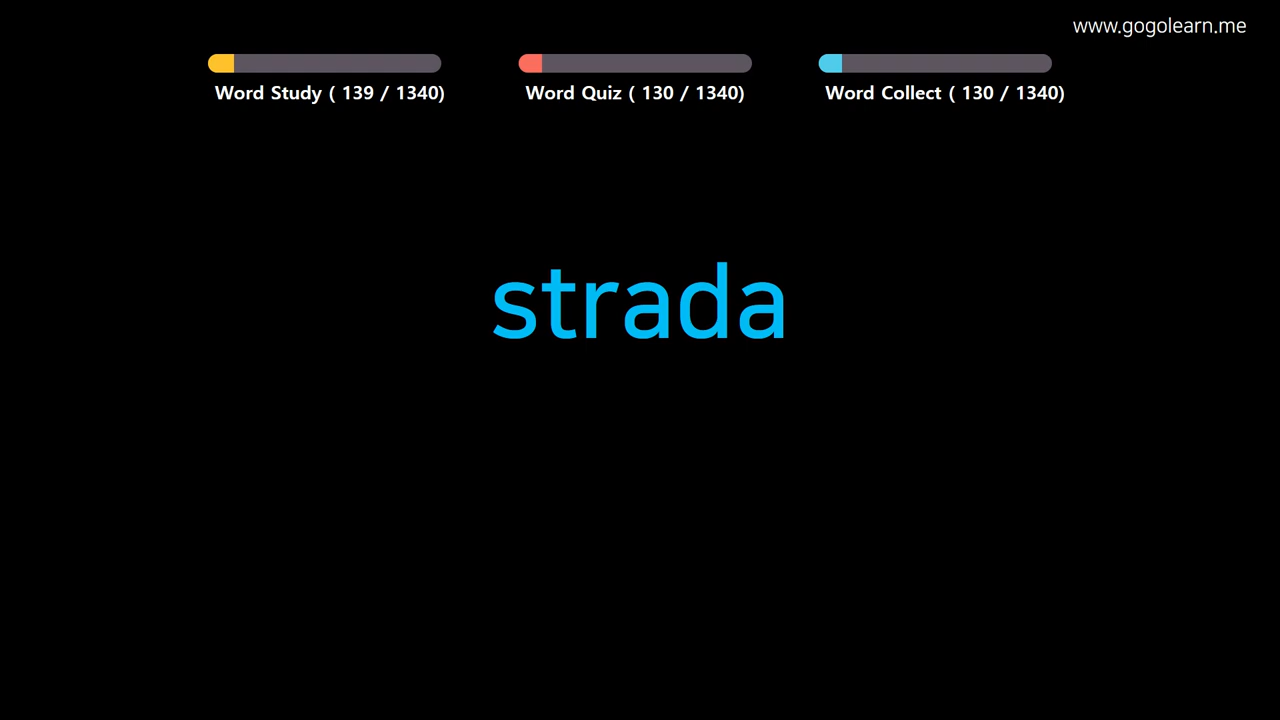 www.gogolearn.me
Word Study ( 139 / 1340)
Word Quiz ( 130 / 1340)
Word Collect ( 130 / 1340)
strada